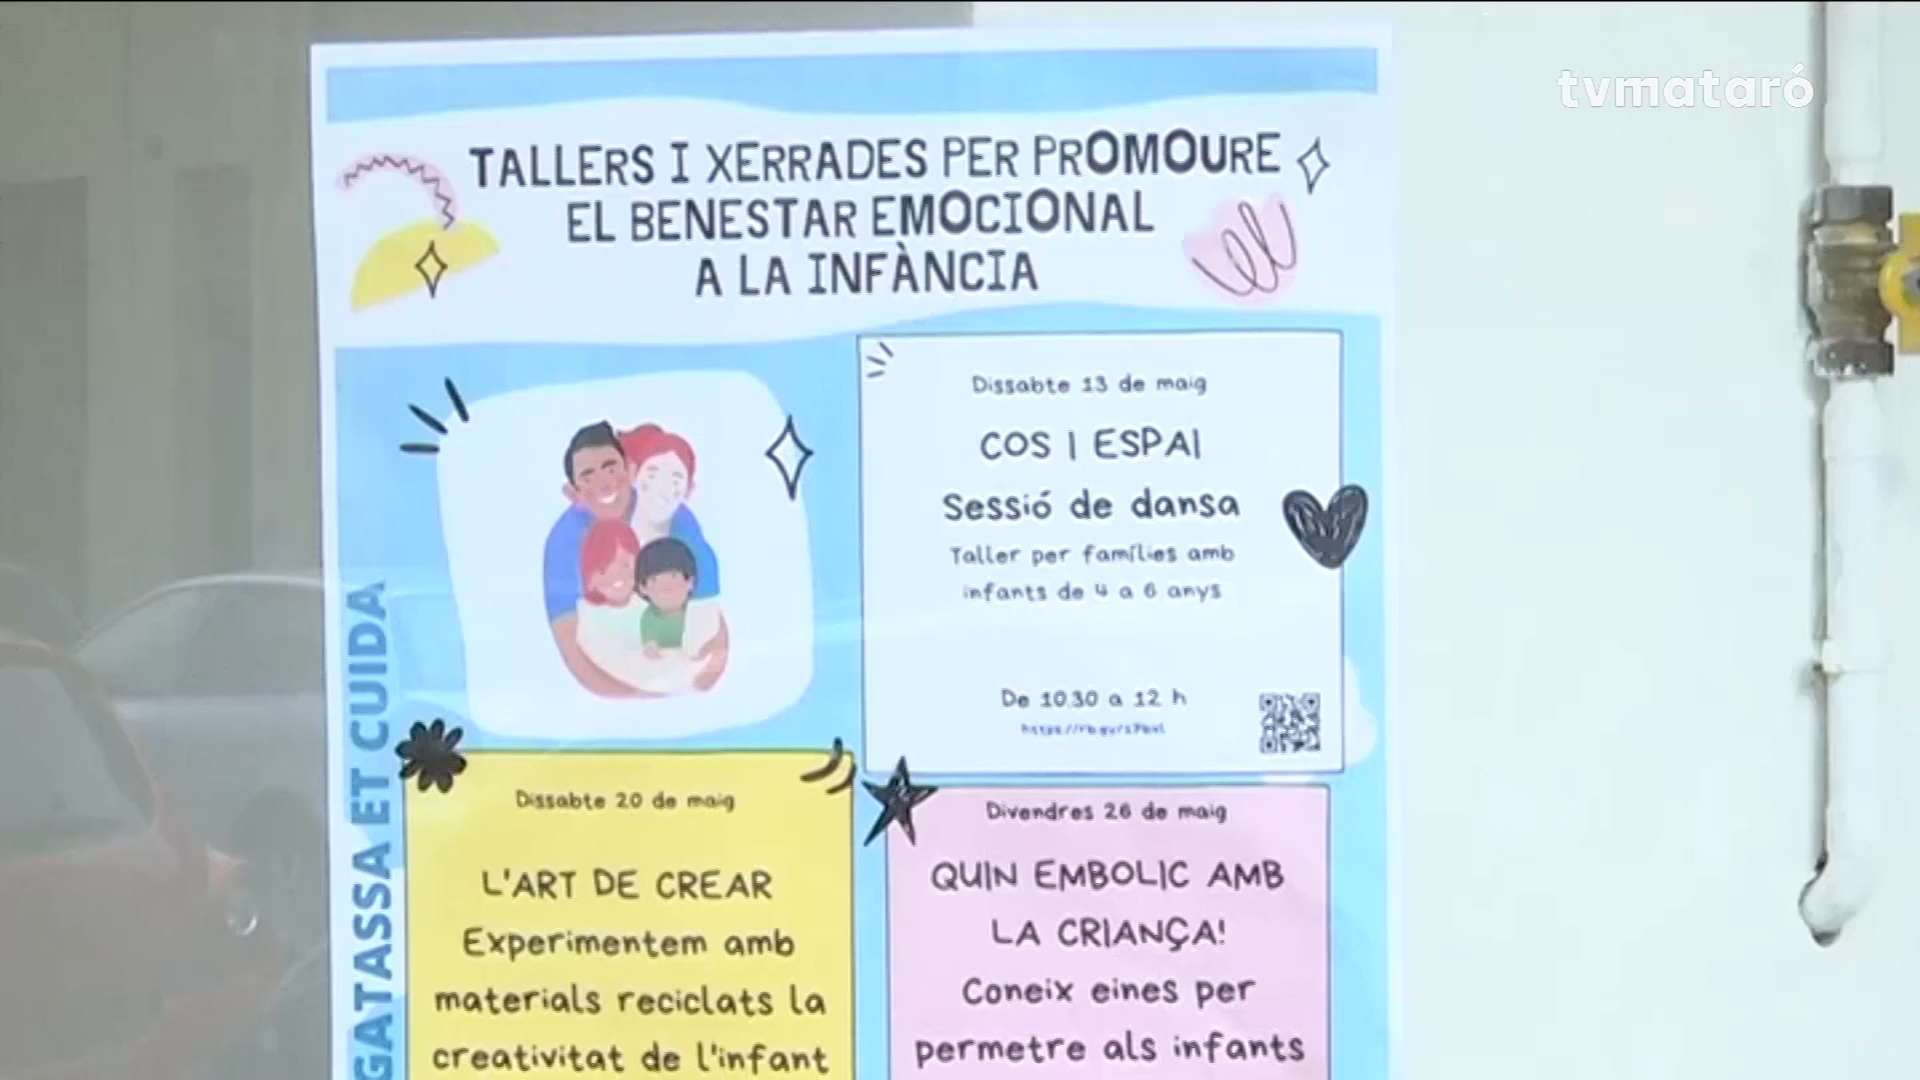 tvmataró
TALLERS I XERRADES PER PROMOURE
EL BENESTAR EMOCIONAL
A LA INFÀNCIA
Dissabte 13 de maig
COS I ESPAI
Sessió de dansa
Taller per famílies amb
infants de 4 a 6 anys
De 10.30 a 12 h
GATASSA ET CUIDA
Dissabte 20 de maig
L'ART DE CREAR
Experimentem amb
materials reciclats la
creativitat de l'infant
Divendres 26 de maig
QUIN EMBOLIC AMB
LA CRIANÇA!
Coneix eines per
permetre als infants